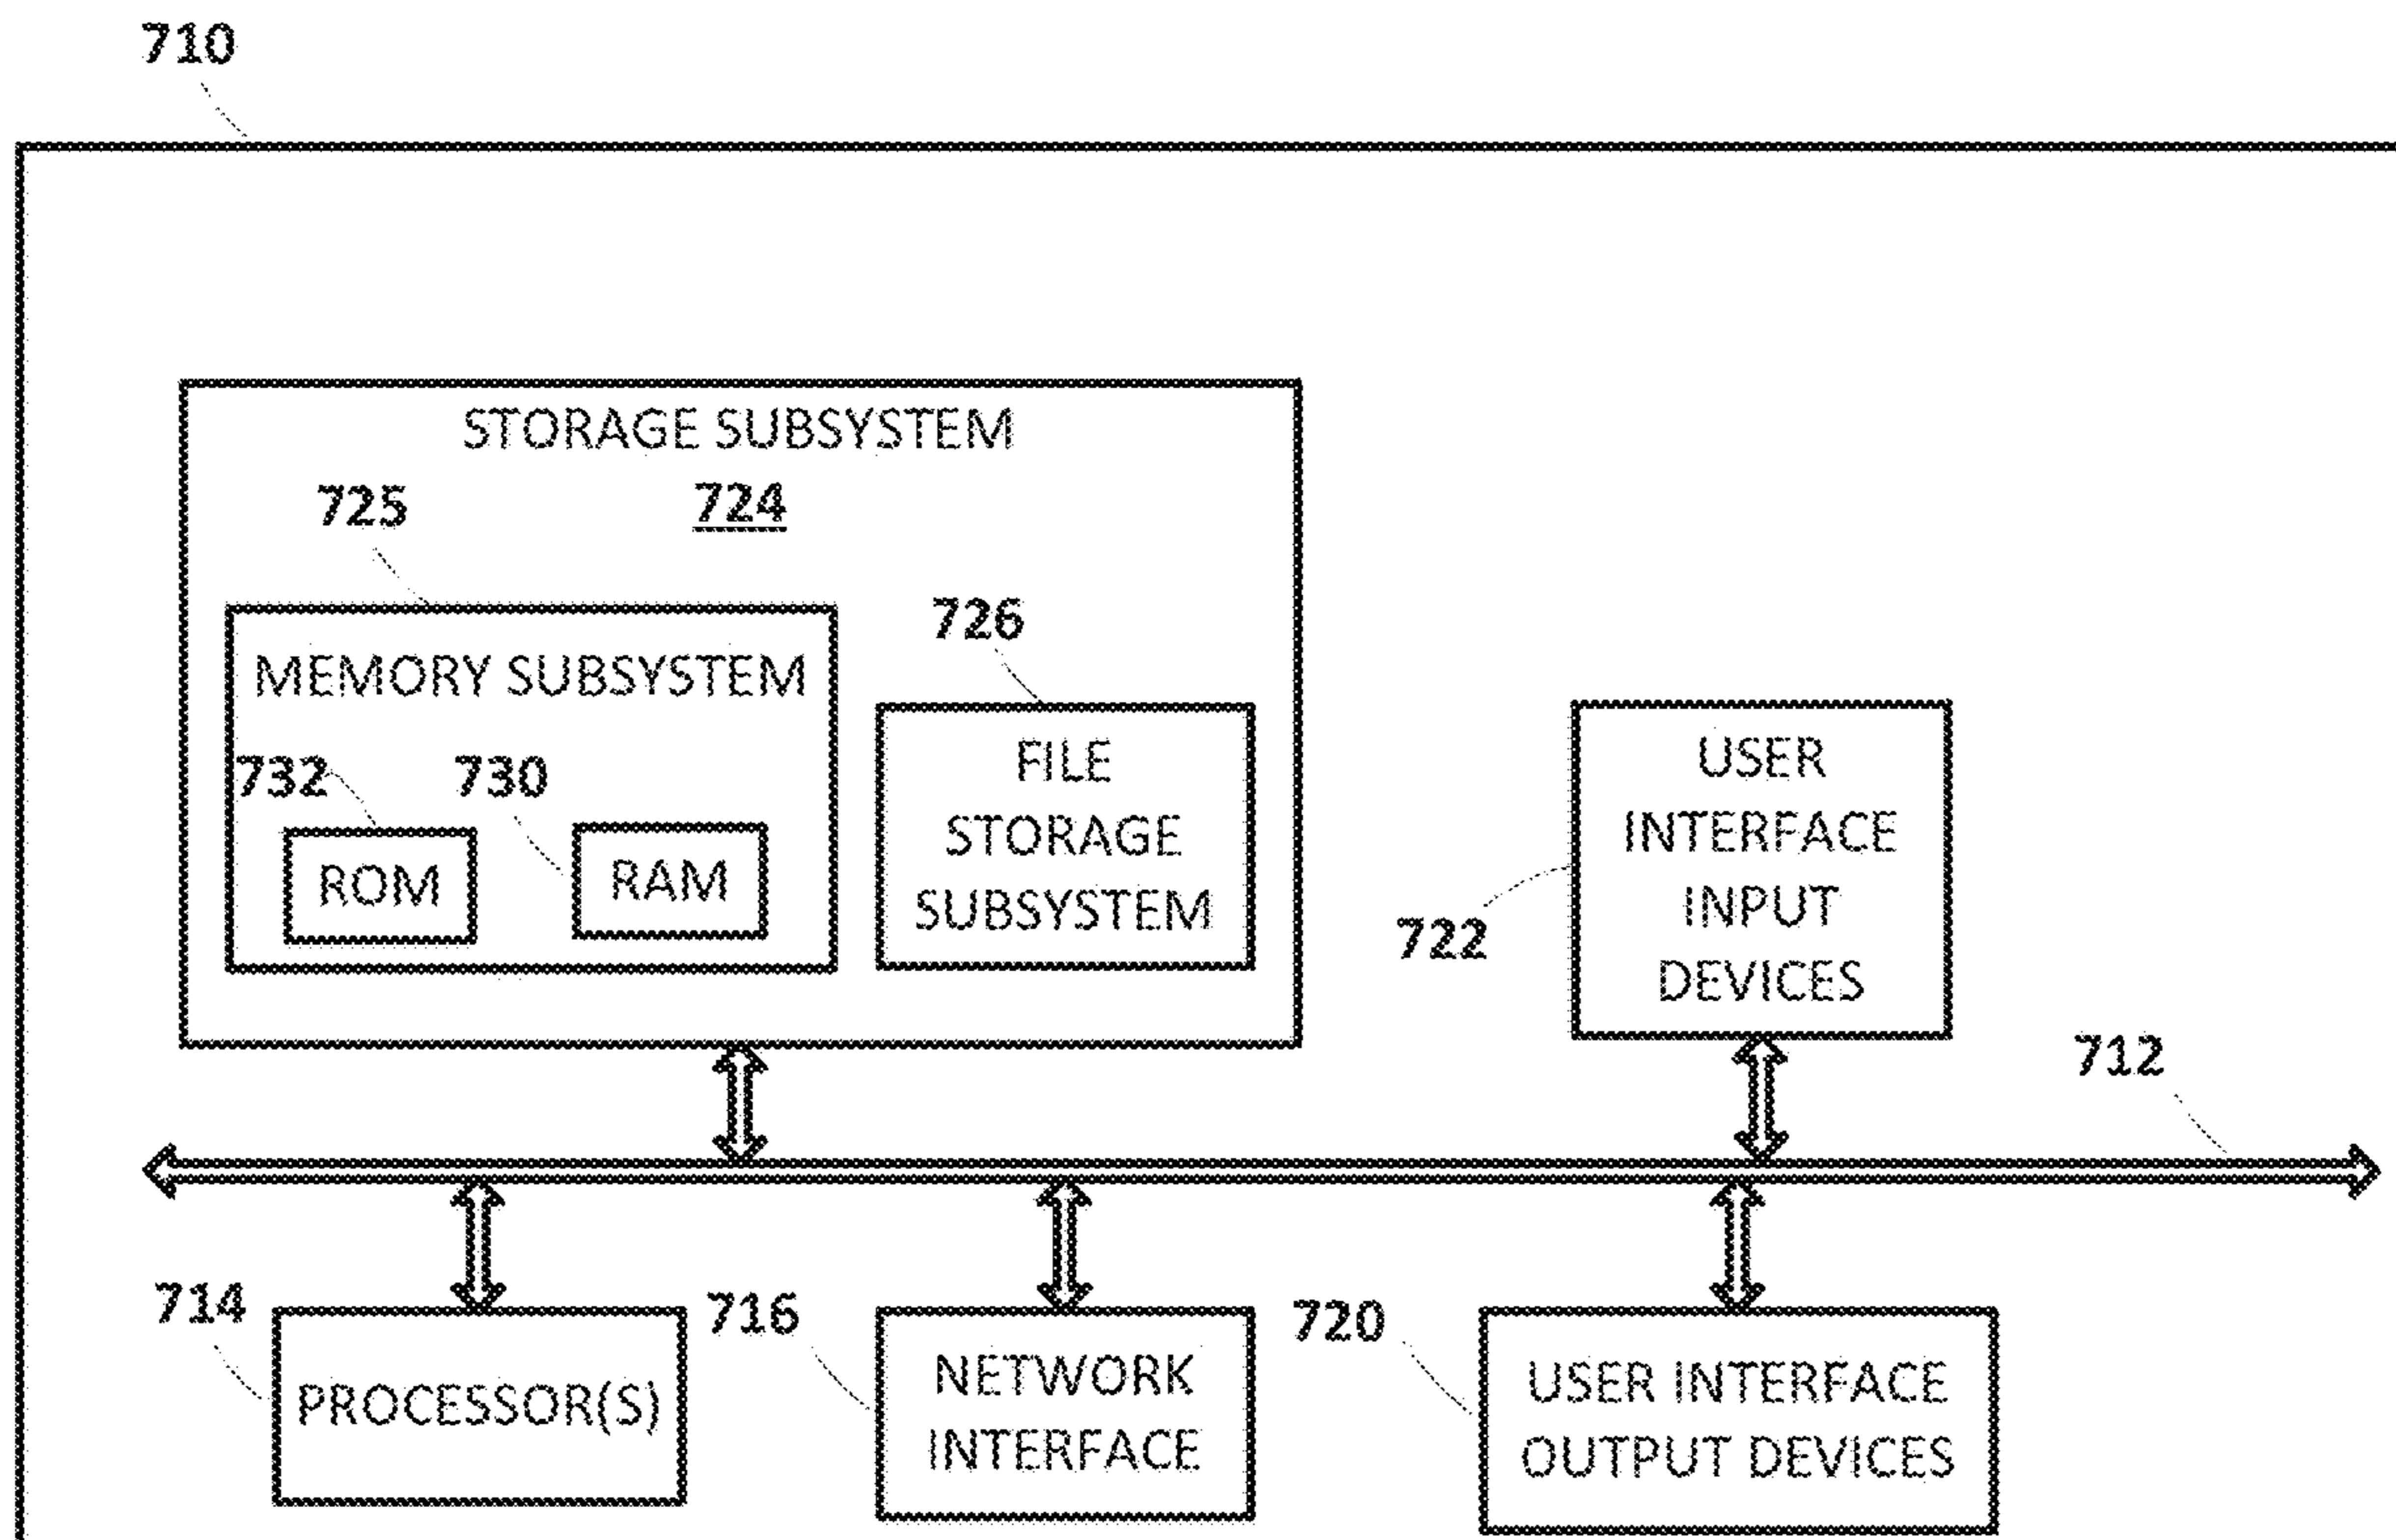 710
STORAGE SUBSYSTEM
725
724
726
MEMORY SUBSYSTEM
732
730
ROM
RAM
FILE
STORAGE
SUBSYSTEM
USER
INTERFACE
INPUT
DEVICES
722
712
714
PROCESSOR(S)
716
NETWORK
INTERFACE
720
USER INTERFACE
OUTPUT DEVICES